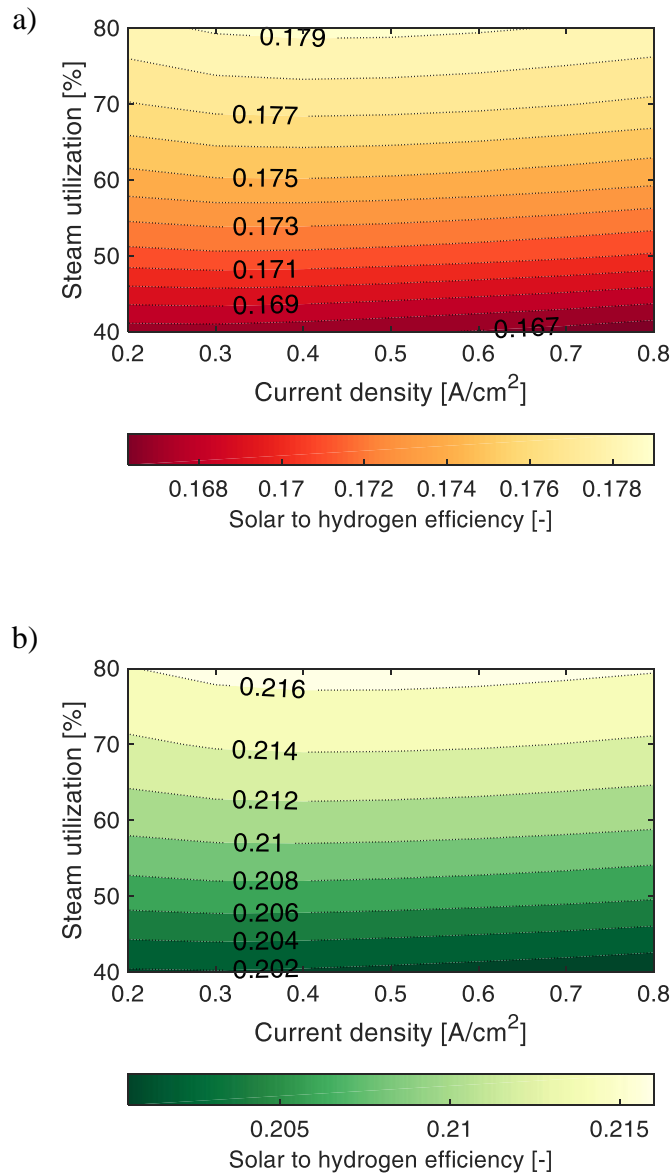 a)
80
70
60
50
40
Steam utilization [%]
0.179
0.177
0.175
0.173
0.171
0.169
0.167
0.2 0.3 0.4 0.5 0.6 0.7 0.8
Current density [A/cm²]
0.168 0.17 0.172 0.174 0.176 0.178
Solar to hydrogen efficiency [-]
b)
80
70
60
50
40
Steam utilization [%]
0.216
0.214
0.212
0.21
0.208
0.206
0.204
0.202
0.2 0.3 0.4 0.5 0.6 0.7 0.8
Current density [A/cm²]
0.205 0.21 0.215
Solar to hydrogen efficiency [-]